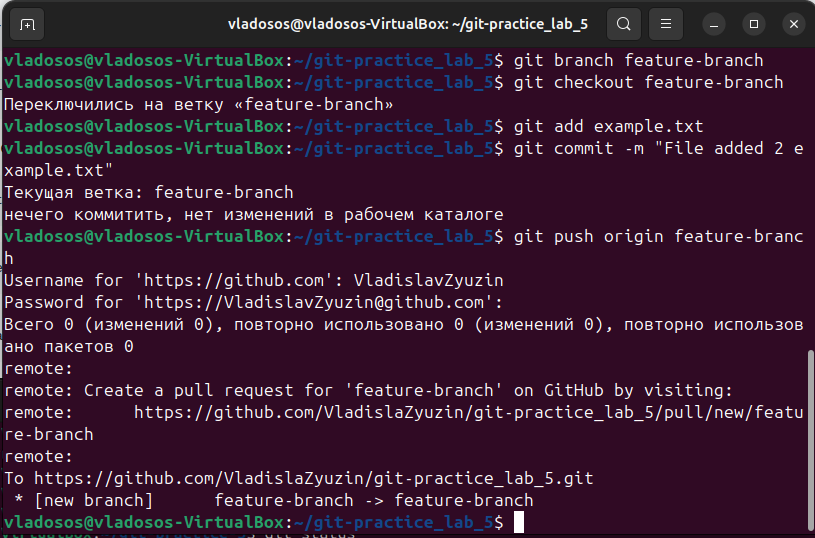 vladosos@vladosos-VirtualBox: ~/git-practice_lab_5
vladosos@vladosos-VirtualBox:~/git-practice_lab_5$ git branch feature-branch
vladosos@vladosos-VirtualBox:~/git-practice_lab_5$ git checkout feature-branch
Переключились на ветку «feature-branch»
vladosos@vladosos-VirtualBox:~/git-practice_lab_5$ git add example.txt
vladosos@vladosos-VirtualBox:~/git-practice_lab_5$ git commit -m "File added 2 e
xample.txt"
Текущая ветка: feature-branch
нечего коммитить, нет изменений в рабочем каталоге
vladosos@vladosos-VirtualBox:~/git-practice_lab_5$ git push origin feature-branc
h
Username for 'https://github.com': VladislavZyuzin
Password for 'https://VladislavZyuzin@github.com':
Всего 0 (изменений 0), повторно использовано 0 (изменений 0), повторно использов
ано пакетов 0
remote:
remote: Create a pull request for 'feature-branch' on GitHub by visiting:
remote:      https://github.com/VladislaZyuzin/git-practice_lab_5/pull/new/featu
re-branch
remote:
To https://github.com/VladislaZyuzin/git-practice_lab_5.git
 * [new branch]      feature-branch -> feature-branch
vladosos@vladosos-VirtualBox:~/git-practice_lab_5$